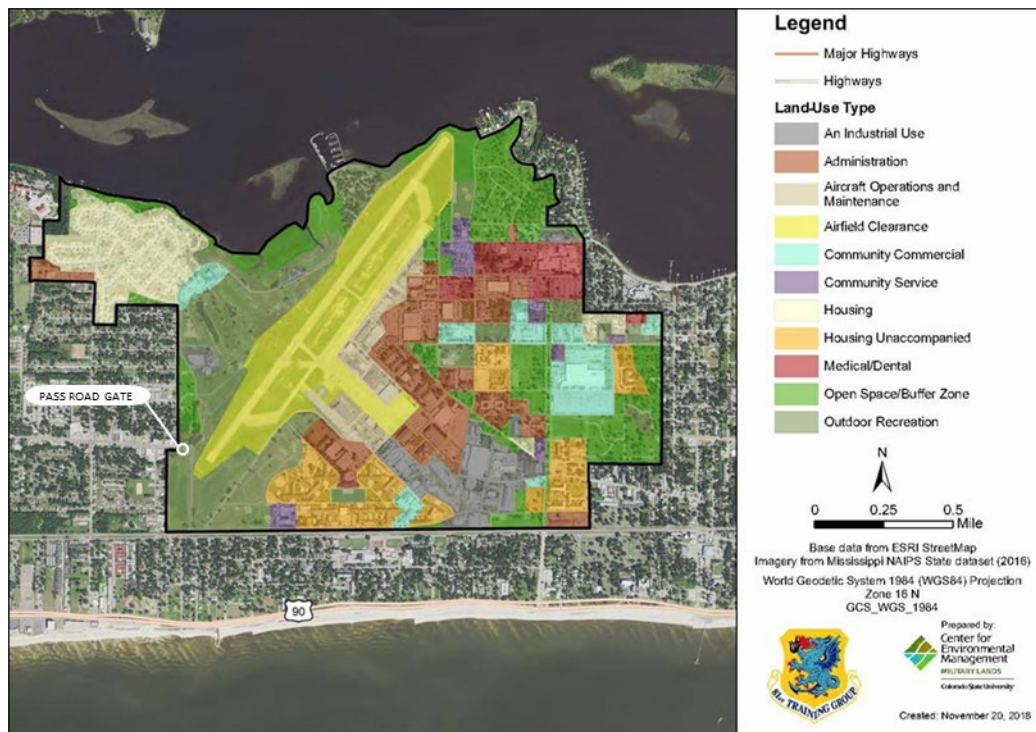 PASS ROAD GATE
90
Legend
Major Highways
Highways
Land-Use Type
An Industrial Use
Administration
Aircraft Operations and
Maintenance
Airfield Clearance
Community Commercial
Community Service
Housing
Housing Unaccompanied
Medical/Dental
Open Space/Buffer Zone
Outdoor Recreation
N
0 0.25 0.5
Mile
Base data from ESRI StreetMap
Imagery from Mississippi NAIPS State dataset (2016)
World Geodetic System 1984 (WGS84) Projection
Zone 16 N
GCS_WGS_1984
81st TRAINING GROUP
Prepared by:
Center for
Environmental
Management
MILITARY LANDS
Colorado State University
Created: November 20, 2018